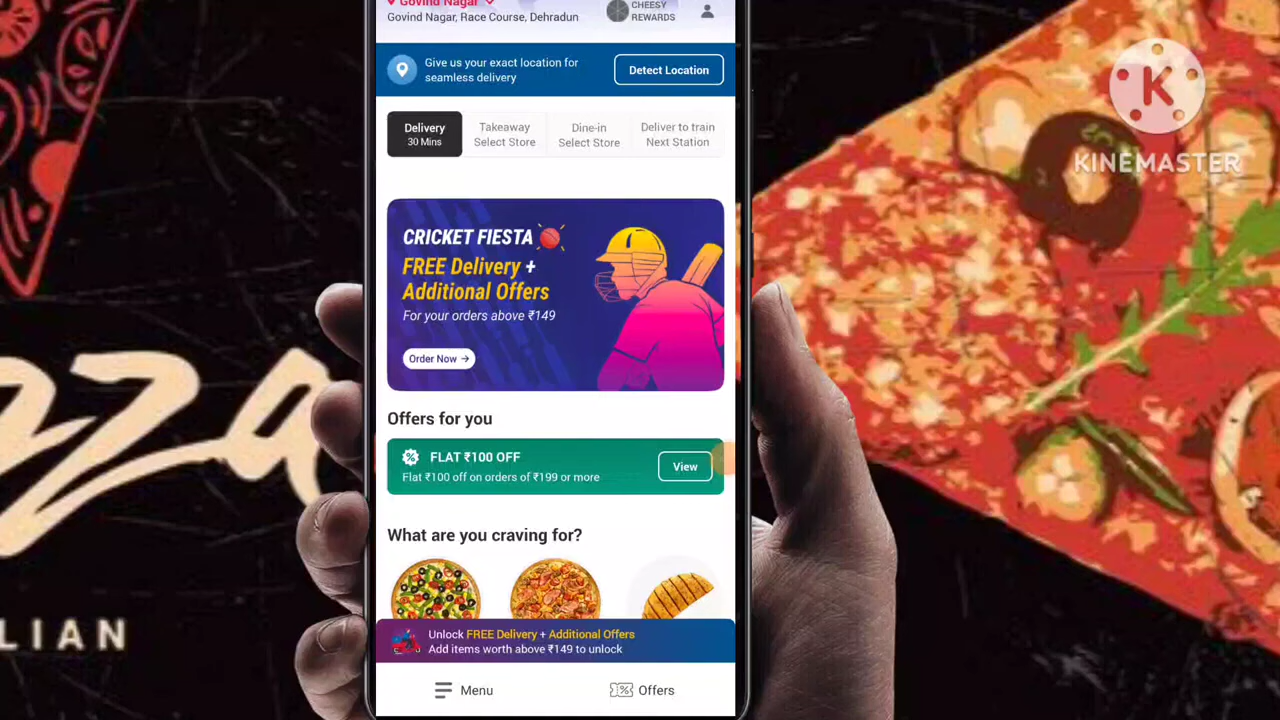 Govind Nagar
Govind Nagar, Race Course, Dehradun
CHEESY
REWARDS
Give us your exact location for
seamless delivery
Detect Location
Delivery
30 Mins
Takeaway
Select Store
Dine-in
Select Store
Deliver to train
Next Station
CRICKET FIESTA
FREE Delivery +
Additional Offers
For your orders above ₹149
Order Now →
Offers for you
FLAT ₹100 OFF
Flat ₹100 off on orders of ₹199 or more
View
What are you craving for?
Unlock FREE Delivery + Additional Offers
Add items worth above ₹149 to unlock
Menu
Offers
K
KINEMASTER
zza
LIAN